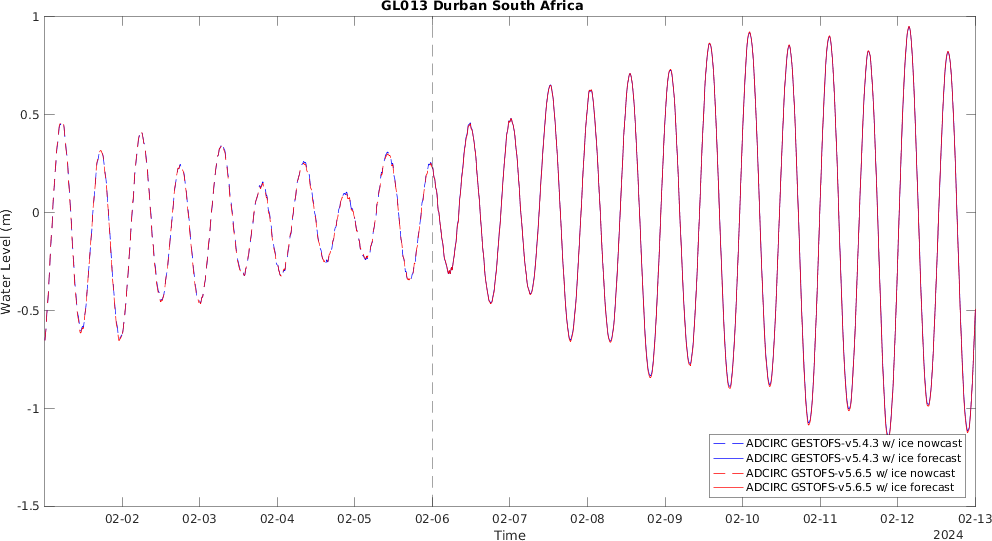 GL013 Durban South Africa
Water Level (m)
1
0.5
0
-0.5
-1
-1.5
ADCIRC GESTOFS-v5.4.3 w/ ice nowcast
ADCIRC GESTOFS-v5.4.3 w/ ice forecast
ADCIRC GSTOFS-v5.6.5 w/ ice nowcast
ADCIRC GSTOFS-v5.6.5 w/ ice forecast
02-02 02-03 02-04 02-05 02-06 02-07 02-08 02-09 02-10 02-11 02-12 02-13
Time
2024